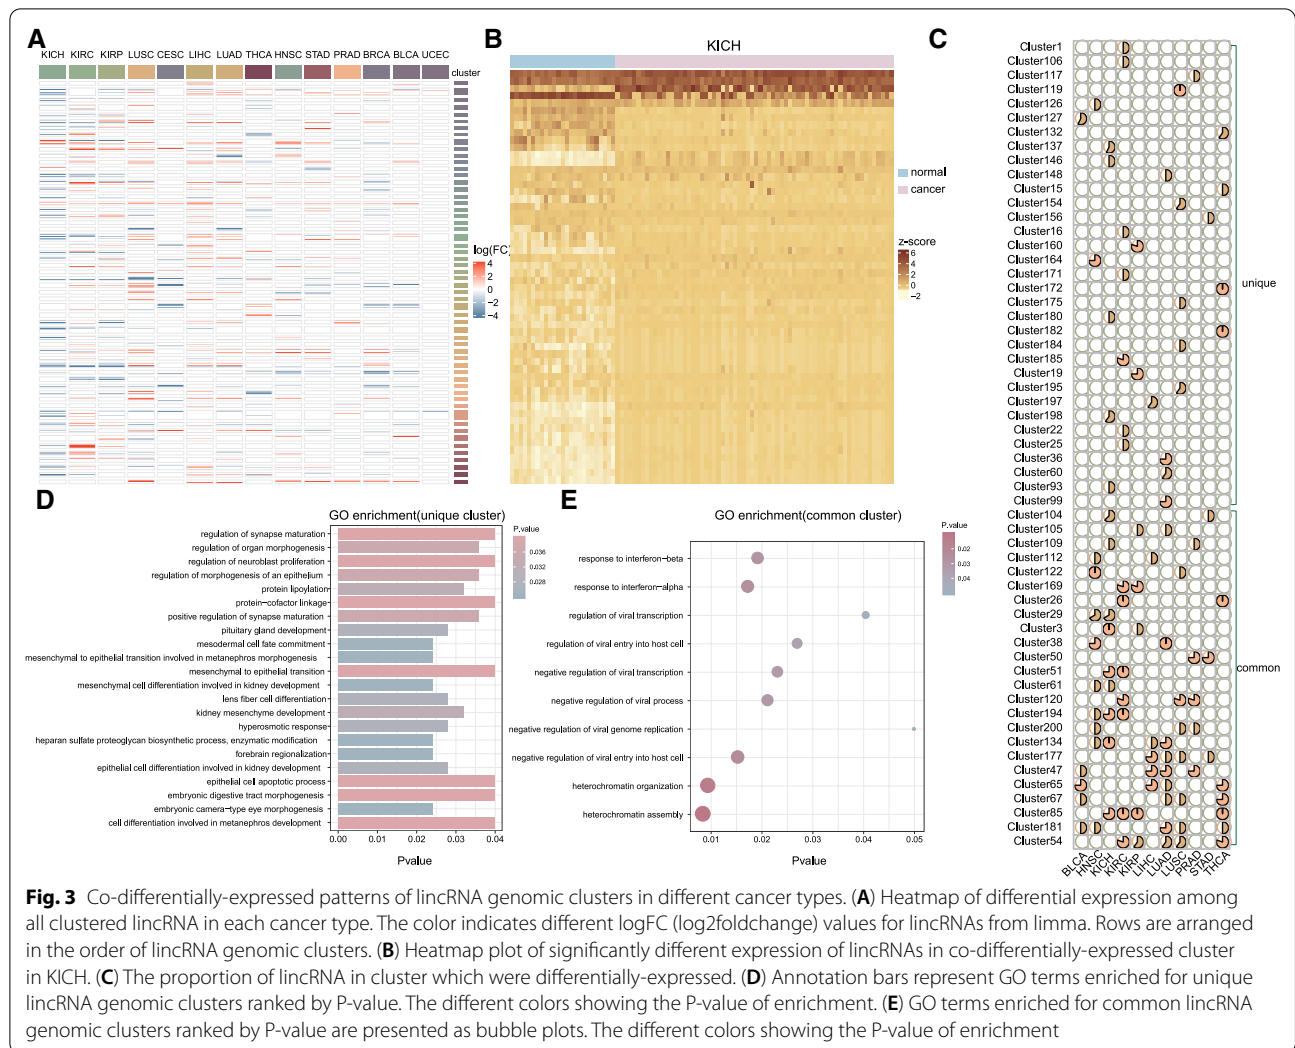 A
KICH KIRC KIRP LUSC CESC LIHC LUAD THCA HNSC STAD PRAD BRCA BLCA UCEC
cluster
log(FC)
4
2
0
−2
−4
B
KICH
normal
cancer
z-score
6
4
2
0
−2
C
Cluster1
Cluster106
Cluster117
Cluster119
Cluster126
Cluster127
Cluster132
Cluster137
Cluster146
Cluster148
Cluster15
Cluster154
Cluster156
Cluster16
Cluster160
Cluster164
Cluster171
Cluster172
Cluster175
Cluster180
Cluster182
Cluster184
Cluster185
Cluster19
Cluster195
Cluster197
Cluster198
Cluster22
Cluster25
Cluster36
Cluster60
Cluster93
Cluster99
Cluster104
Cluster105
Cluster109
Cluster112
Cluster122
Cluster169
Cluster26
Cluster29
Cluster3
Cluster38
Cluster50
Cluster51
Cluster61
Cluster120
Cluster194
Cluster200
Cluster134
Cluster177
Cluster47
Cluster65
Cluster67
Cluster85
Cluster181
Cluster54
unique
common
BLCA HNSC KICH KIRC KIRP LIHC LUAD LUSC PRAD STAD THCA
D
GO enrichment(unique cluster)
regulation of synapse maturation
regulation of organ morphogenesis
regulation of neuroblast proliferation
regulation of morphogenesis of an epithelium
protein lipoylation
protein−cofactor linkage
positive regulation of synapse maturation
pituitary gland development
mesodermal cell fate commitment
mesenchymal to epithelial transition involved in metanephros morphogenesis
mesenchymal to epithelial transition
mesenchymal cell differentiation involved in kidney development
lens fiber cell differentiation
kidney mesenchyme development
hyperosmotic response
heparan sulfate proteoglycan biosynthetic process, enzymatic modification
forebrain regionalization
epithelial cell differentiation involved in kidney development
epithelial cell apoptotic process
embryonic digestive tract morphogenesis
embryonic camera−type eye morphogenesis
cell differentiation involved in metanephros development
0.00 0.01 0.02 0.03 0.04
Pvalue
P.value
0.036
0.032
0.028
E
GO enrichment(common cluster)
response to interferon−beta
response to interferon−alpha
regulation of viral transcription
regulation of viral entry into host cell
negative regulation of viral transcription
negative regulation of viral process
negative regulation of viral genome replication
negative regulation of viral entry into host cell
heterochromatin organization
heterochromatin assembly
0.01 0.02 0.03 0.04 0.05
Pvalue
P.value
0.02
0.03
0.04
Fig. 3 Co-differentially-expressed patterns of lincRNA genomic clusters in different cancer types. (A) Heatmap of differential expression among
all clustered lincRNA in each cancer type. The color indicates different logFC (log2foldchange) values for lincRNAs from limma. Rows are arranged
in the order of lincRNA genomic clusters. (B) Heatmap plot of significantly different expression of lincRNAs in co-differentially-expressed cluster
in KICH. (C) The proportion of lincRNA in cluster which were differentially-expressed. (D) Annotation bars represent GO terms enriched for unique
lincRNA genomic clusters ranked by P-value. The different colors showing the P-value of enrichment. (E) GO terms enriched for common lincRNA
genomic clusters ranked by P-value are presented as bubble plots. The different colors showing the P-value of enrichment